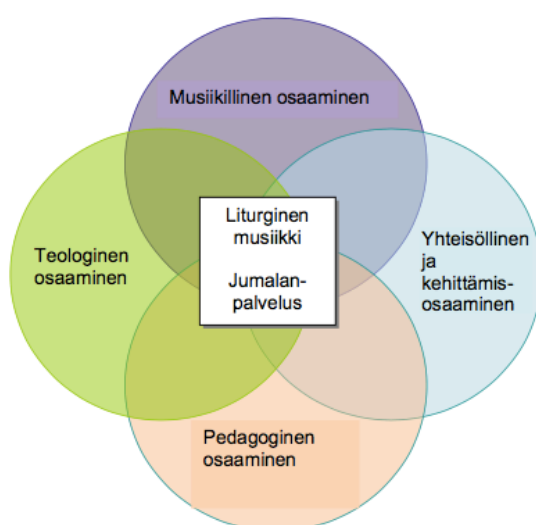 Musiikillinen osaaminen
Liturginen
musiikki
Jumalan-
palvelus
Teologinen
osaaminen
Yhteisöllinen
ja
kehittämis-
osaaminen
Pedagoginen
osaaminen